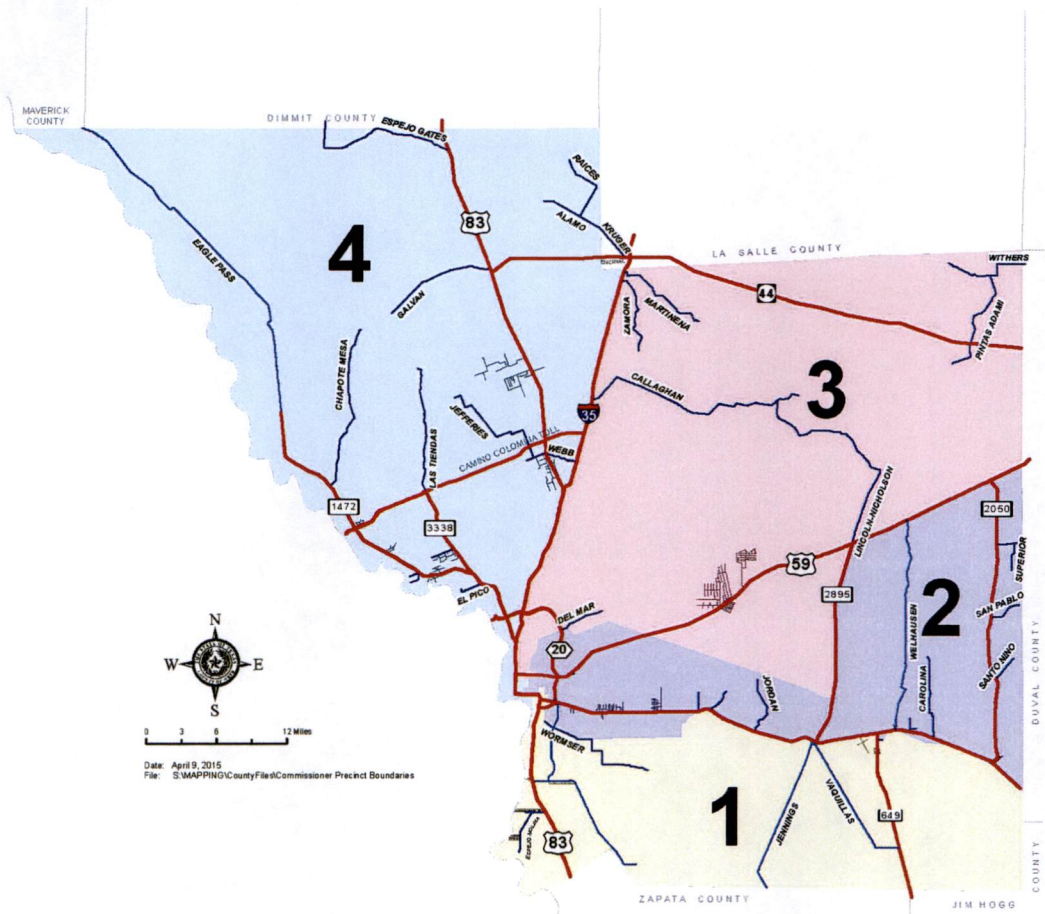 MAVERICK
COUNTY
DIMMIT COUNTY
ESPEJO GATES
RAICES
ALAMO
KRUGER
83
4
EAGLE PASS
LA SALLE COUNTY
WITHERS
GALVAN
44
ZAMORA
MARTINENA
PINTAS ADAMI
CHAPOTE MESA
3
CALLAGHAN
35
LAS TIENDAS
JEFFERIES
CAMINO COLOMBIA TOLL
WEBB
LINCOLN-NICHOLSON
1472
3338
2050
SUPERIOR
59
EL PICO
2895
WELHAUSEN
2
SAN PABLO
DEL MAR
20
SANTO NINO
CAROLINA
DUVAL COUNTY
JORDAN
N
W
E
S
0 3 6 12 Miles
WORMSER
Date: April 9, 2015
File: S:\MAPPING\CountyFiles\Commissioner Precinct Boundaries
1
JENNINGS
VAQUILLAS
649
ESPEJO MOLINA
83
ZAPATA COUNTY
JIM HOGG
COUNTY